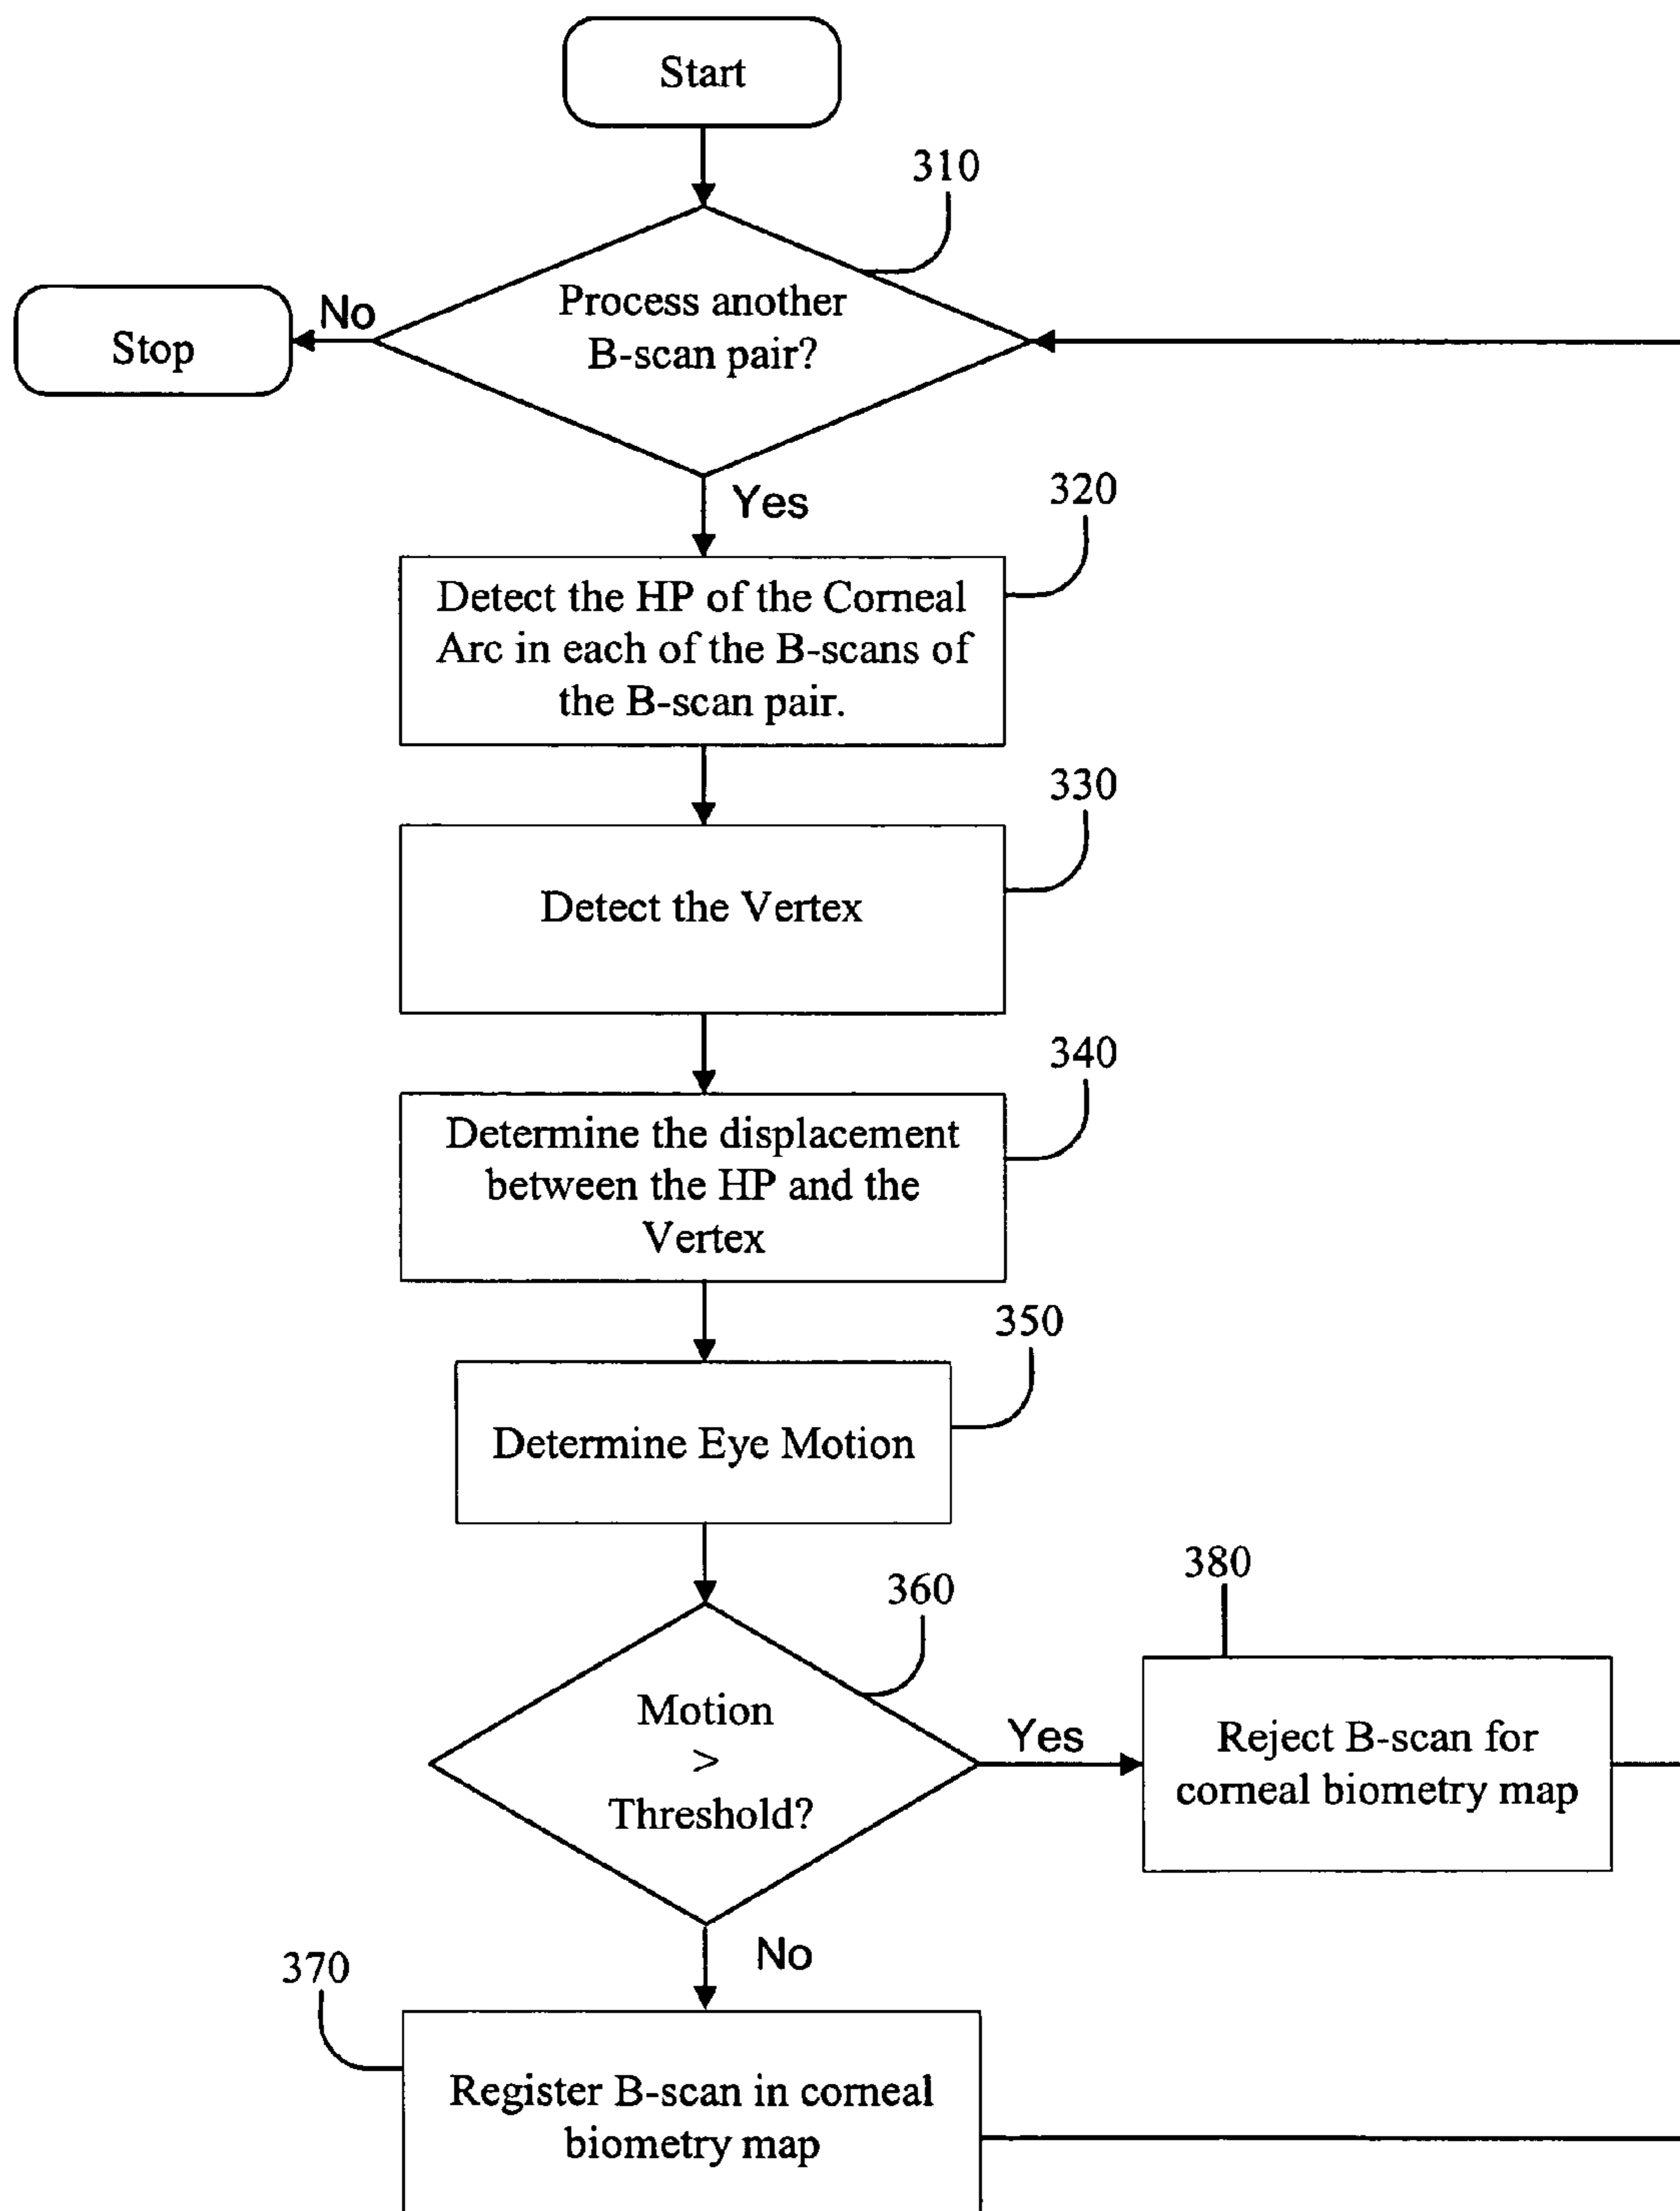 Start
310
Process another
B-scan pair?
No
Stop
Yes
320
Detect the HP of the Corneal
Arc in each of the B-scans of
the B-scan pair.
330
Detect the Vertex
340
Determine the displacement
between the HP and the
Vertex
350
Determine Eye Motion
360
Motion
>
Threshold?
Yes
380
Reject B-scan for
corneal biometry map
No
370
Register B-scan in corneal
biometry map